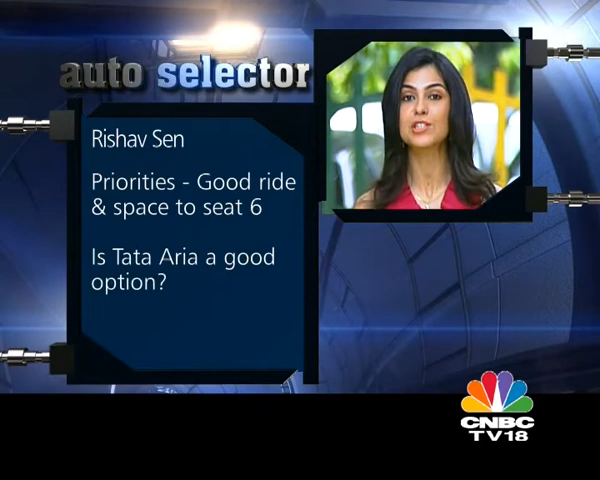 auto selector
Rishav Sen
Priorities - Good ride
& space to seat 6
Is Tata Aria a good
option?
CNBC
TV18